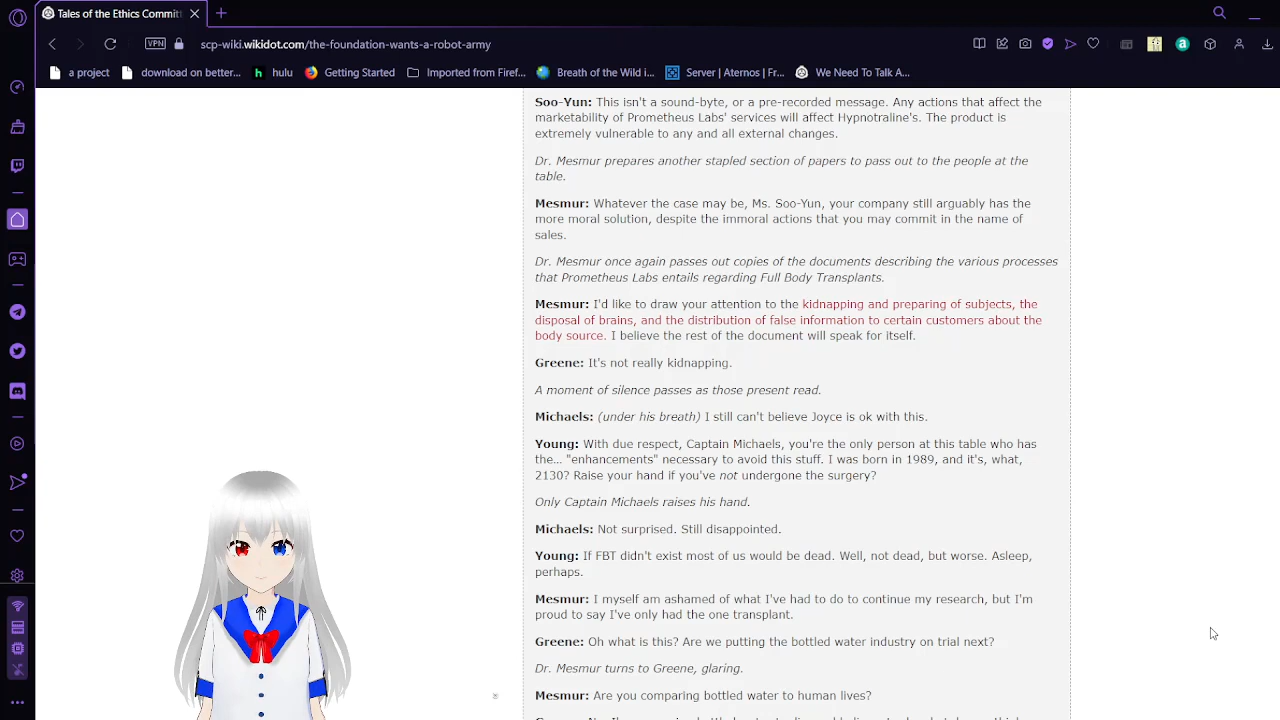 Tales of the Ethics Committ
VPN
scp-wiki.wikidot.com/the-foundation-wants-a-robot-army
a project
download on better...
hulu
Getting Started
Imported from Firef...
Breath of the Wild i...
Server | Aternos | Fr...
We Need To Talk A...
Soo-Yun: This isn't a sound-byte, or a pre-recorded message. Any actions that affect the
marketability of Prometheus Labs' services will affect Hypnotraline's. The product is
extremely vulnerable to any and all external changes.
Dr. Mesmur prepares another stapled section of papers to pass out to the people at the
table.
Mesmur: Whatever the case may be, Ms. Soo-Yun, your company still arguably has the
more moral solution, despite the immoral actions that you may commit in the name of
sales.
Dr. Mesmur once again passes out copies of the documents describing the various processes
that Prometheus Labs entails regarding Full Body Transplants.
Mesmur: I'd like to draw your attention to the kidnapping and preparing of subjects, the
disposal of brains, and the distribution of false information to certain customers about the
body source. I believe the rest of the document will speak for itself.
Greene: It's not really kidnapping.
A moment of silence passes as those present read.
Michaels: (under his breath) I still can't believe Joyce is ok with this.
Young: With due respect, Captain Michaels, you're the only person at this table who has
the... "enhancements" necessary to avoid this stuff. I was born in 1989, and it's, what,
2130? Raise your hand if you've not undergone the surgery?
Only Captain Michaels raises his hand.
Michaels: Not surprised. Still disappointed.
Young: If FBT didn't exist most of us would be dead. Well, not dead, but worse. Asleep,
perhaps.
Mesmur: I myself am ashamed of what I've had to do to continue my research, but I'm
proud to say I've only had the one transplant.
Greene: Oh what is this? Are we putting the bottled water industry on trial next?
Dr. Mesmur turns to Greene, glaring.
Mesmur: Are you comparing bottled water to human lives?